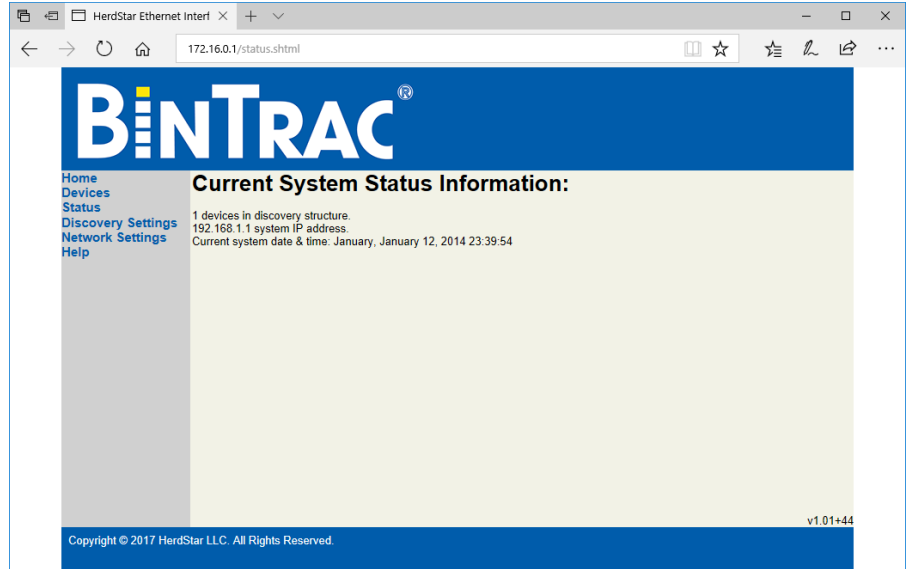 HerdStar Ethernet Interf
172.16.0.1/status.shtml
BINTRAC®
Home
Devices
Status
Discovery Settings
Network Settings
Help
Current System Status Information:
1 devices in discovery structure.
192.168.1.1 system IP address.
Current system date & time: January, January 12, 2014 23:39:54
v1.01+44
Copyright © 2017 HerdStar LLC. All Rights Reserved.